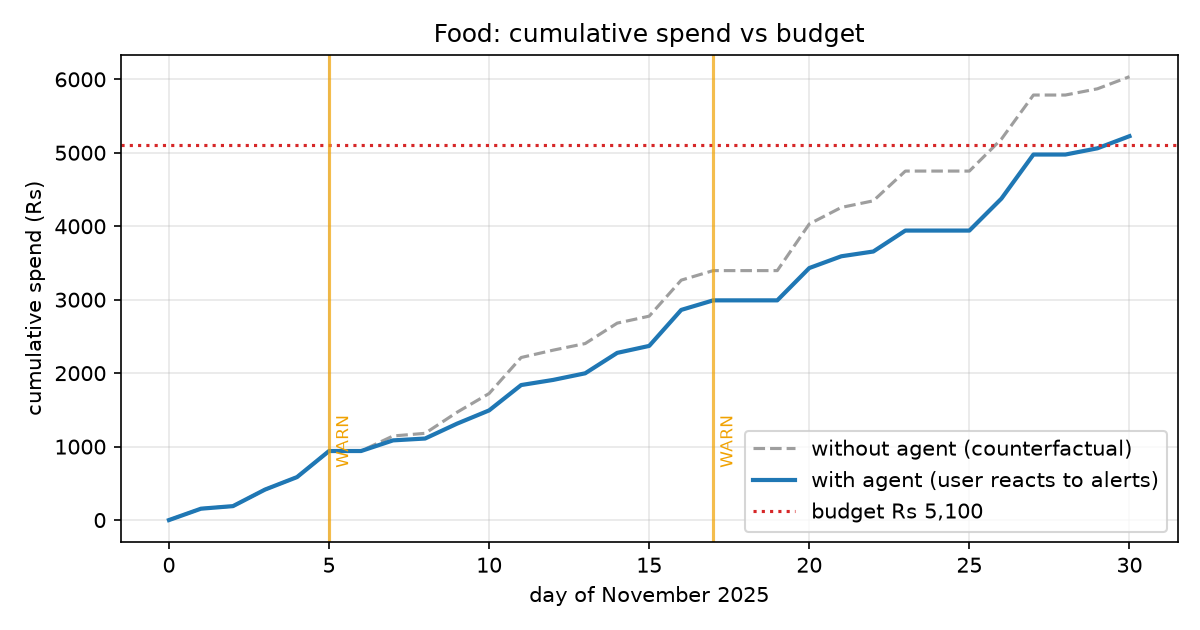 Food: cumulative spend vs budget
cumulative spend (Rs)
6000
5000
4000
3000
2000
1000
0
WARN
WARN
without agent (counterfactual)
with agent (user reacts to alerts)
budget Rs 5,100
0 5 10 15 20 25 30
day of November 2025